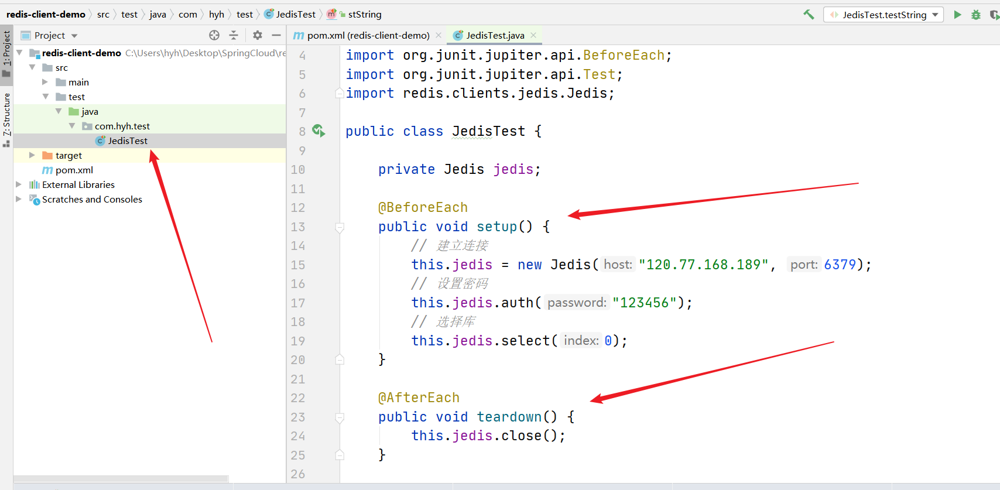 redis-client-demo src test java com hyh test JedisTest stString
JedisTest.testString
1: Project
Z: Structure
Project
redis-client-demo C:\Users\hyh\Desktop\SpringCloud\re
src
main
test
java
com.hyh.test
JedisTest
target
pom.xml
External Libraries
Scratches and Consoles
pom.xml (redis-client-demo)
JedisTest.java
4 import org.junit.jupiter.api.BeforeEach;
5 import org.junit.jupiter.api.Test;
6 import redis.clients.jedis.Jedis;
7
8 public class JedisTest {
9
10 private Jedis jedis;
11
12 @BeforeEach
13 public void setup() {
14 // 建立连接
15 this.jedis = new Jedis( host: "120.77.168.189", port: 6379);
16 // 设置密码
17 this.jedis.auth( password: "123456");
18 // 选择库
19 this.jedis.select( index: 0);
20 }
21
22 @AfterEach
23 public void teardown() {
24 this.jedis.close();
25 }
26